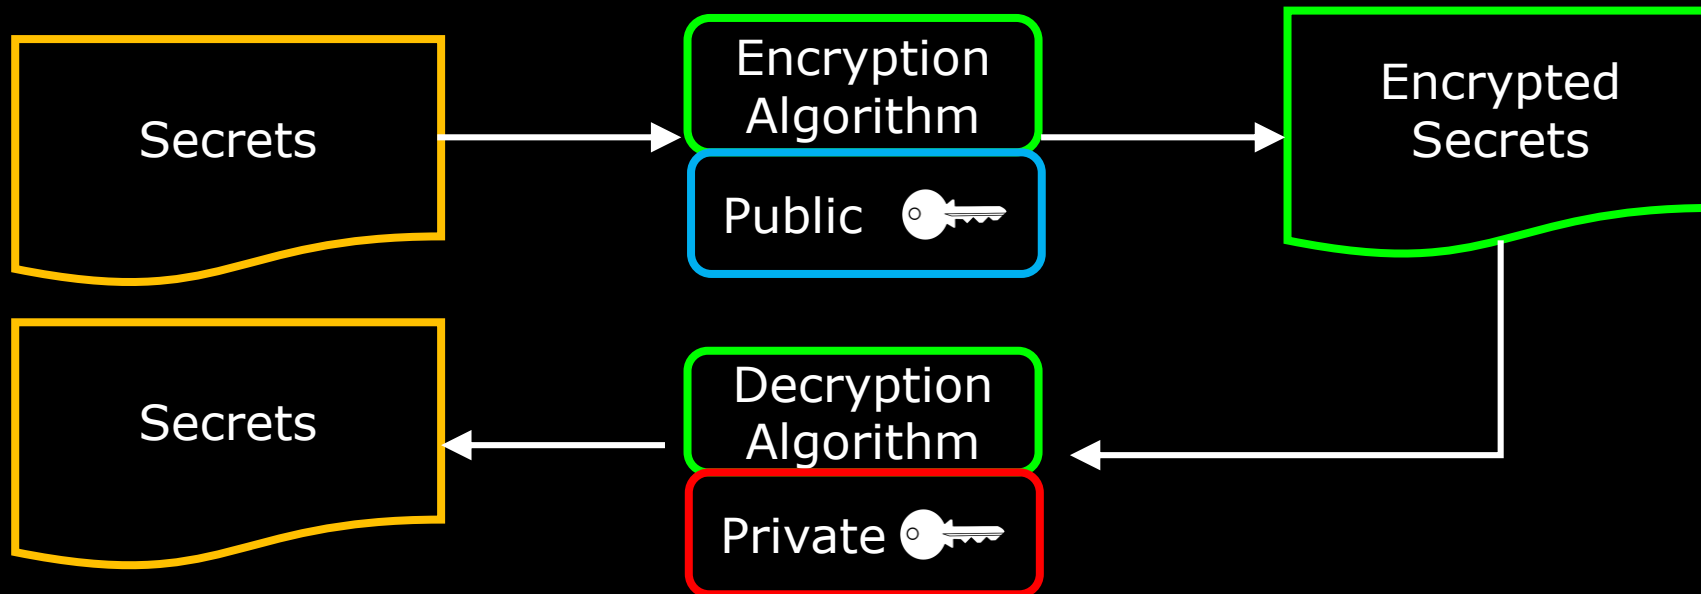 Secrets
Encryption
Algorithm
Public
Encrypted
Secrets
Secrets
Decryption
Algorithm
Private